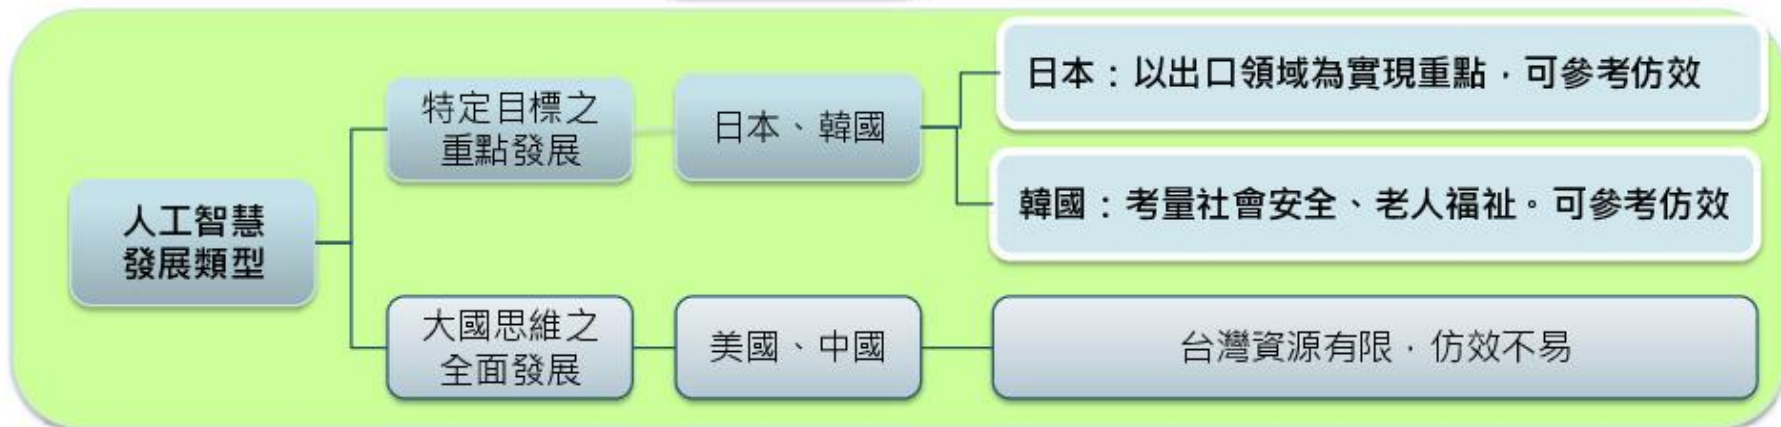 人工智慧
發展類型
特定目標之
重點發展
日本、韓國
日本：以出口領域為實現重點，可參考仿效
韓國：考量社會安全、老人福祉。可參考仿效
大國思維之
全面發展
美國、中國
台灣資源有限，仿效不易